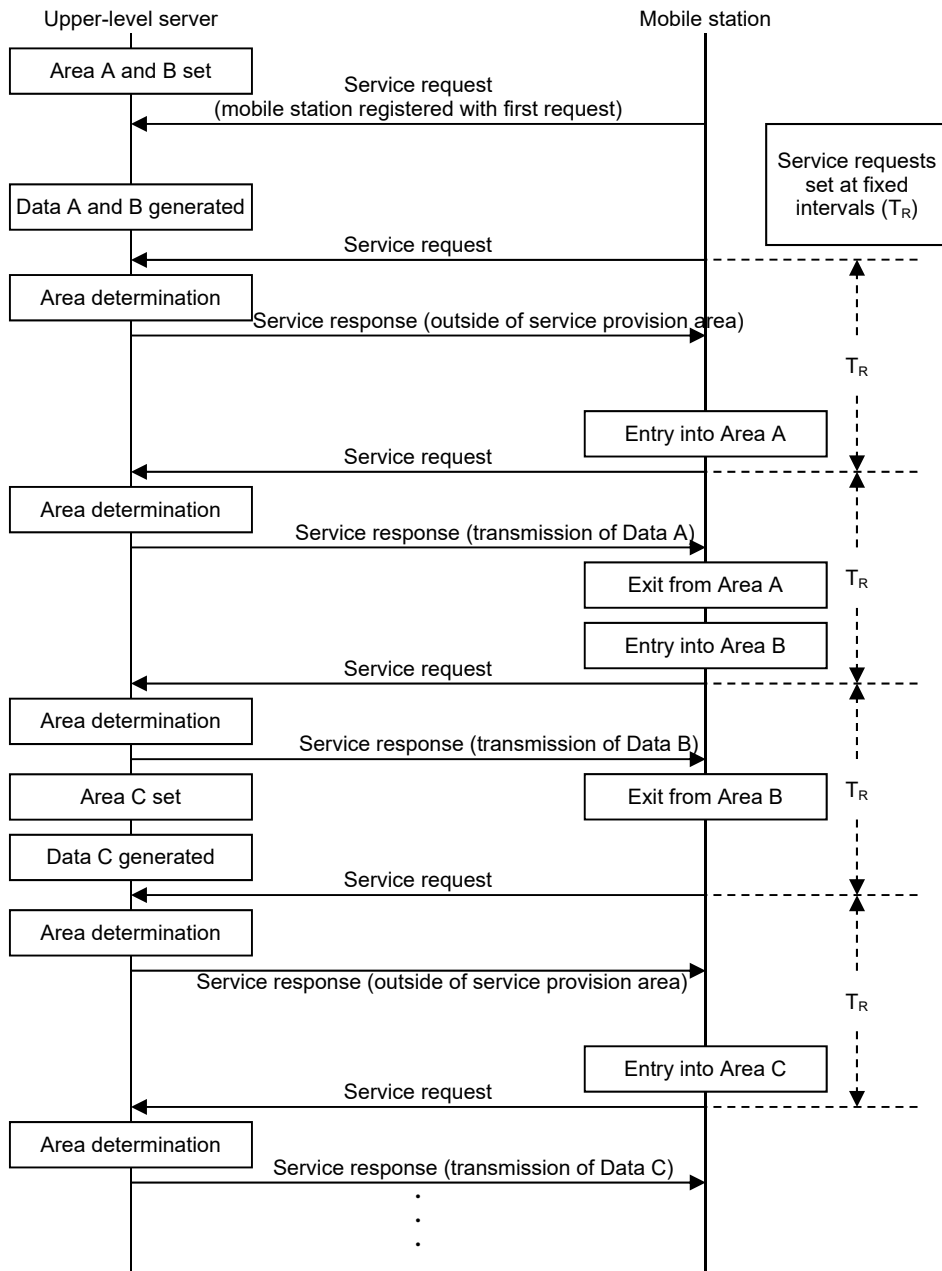 Upper-level server
Mobile station
Area A and B set
Service request
(mobile station registered with first request)
Service requests
set at fixed
intervals (TR)
Data A and B generated
Service request
Area determination
Service response (outside of service provision area)
TR
Entry into Area A
Service request
Area determination
Service response (transmission of Data A)
Exit from Area A
TR
Entry into Area B
Service request
Area determination
Service response (transmission of Data B)
Area C set
Exit from Area B
TR
Data C generated
Service request
Area determination
Service response (outside of service provision area)
TR
Entry into Area C
Service request
Area determination
Service response (transmission of Data C)
.
.
.